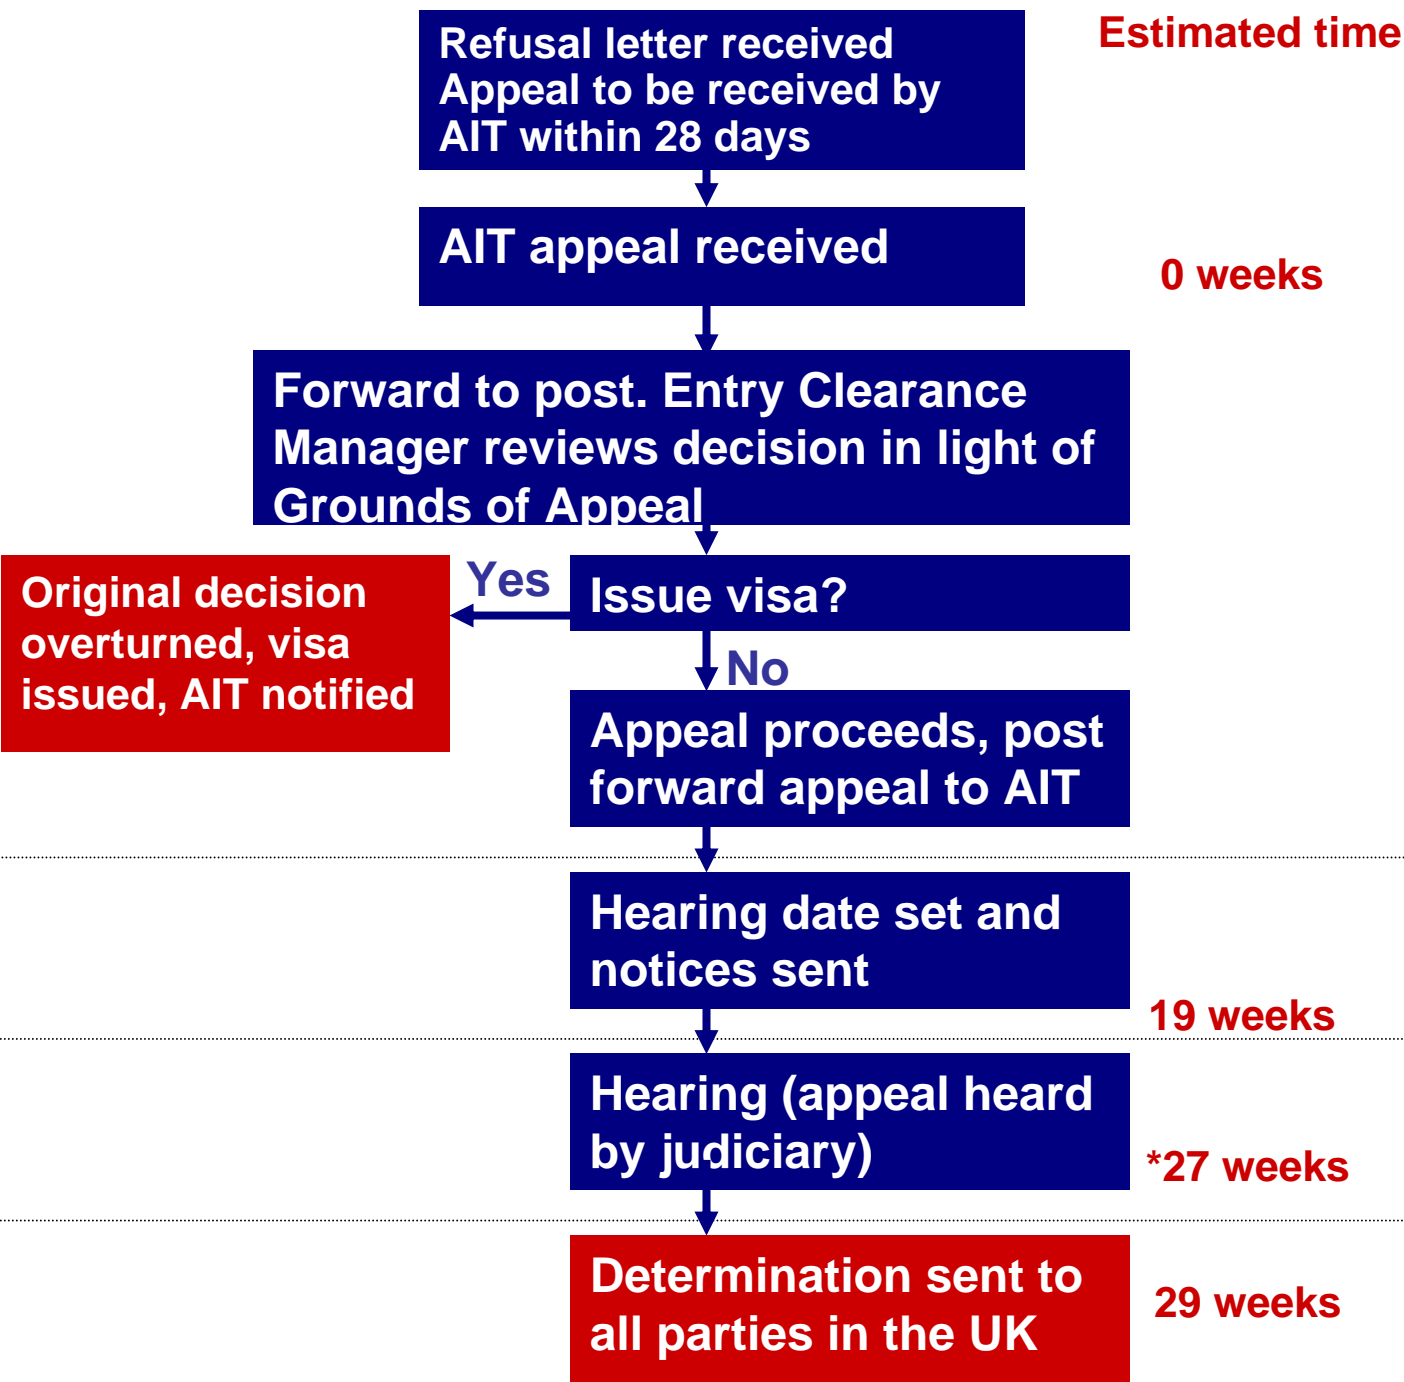 Estimated time
Refusal letter received
Appeal to be received by
AIT within 28 days
AIT appeal received
0 weeks
Forward to post. Entry Clearance
Manager reviews decision in light of
Grounds of Appeal
Issue visa?
Yes
Original decision
overturned, visa
issued, AIT notified
No
Appeal proceeds, post
forward appeal to AIT
Hearing date set and
notices sent
19 weeks
Hearing (appeal heard
by judiciary)
*27 weeks
Determination sent to
all parties in the UK
29 weeks